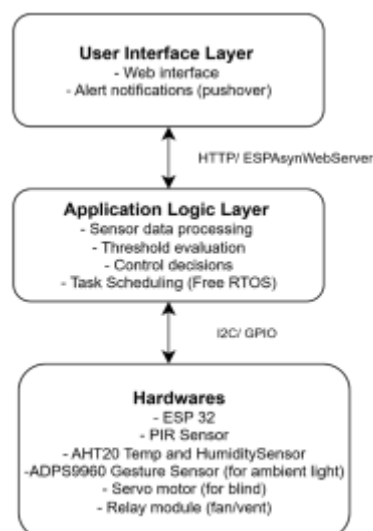 User Interface Layer
- Web interface
- Alert notifications (pushover)
HTTP/ ESPAsynWebServer
Application Logic Layer
- Sensor data processing
- Threshold evaluation
- Control decisions
- Task Scheduling (Free RTOS)
I2C/ GPIO
Hardwares
- ESP 32
- PIR Sensor
- AHT20 Temp and HumiditySensor
-ADPS9960 Gesture Sensor (for ambient light)
- Servo motor (for blind)
- Relay module (fan/vent)